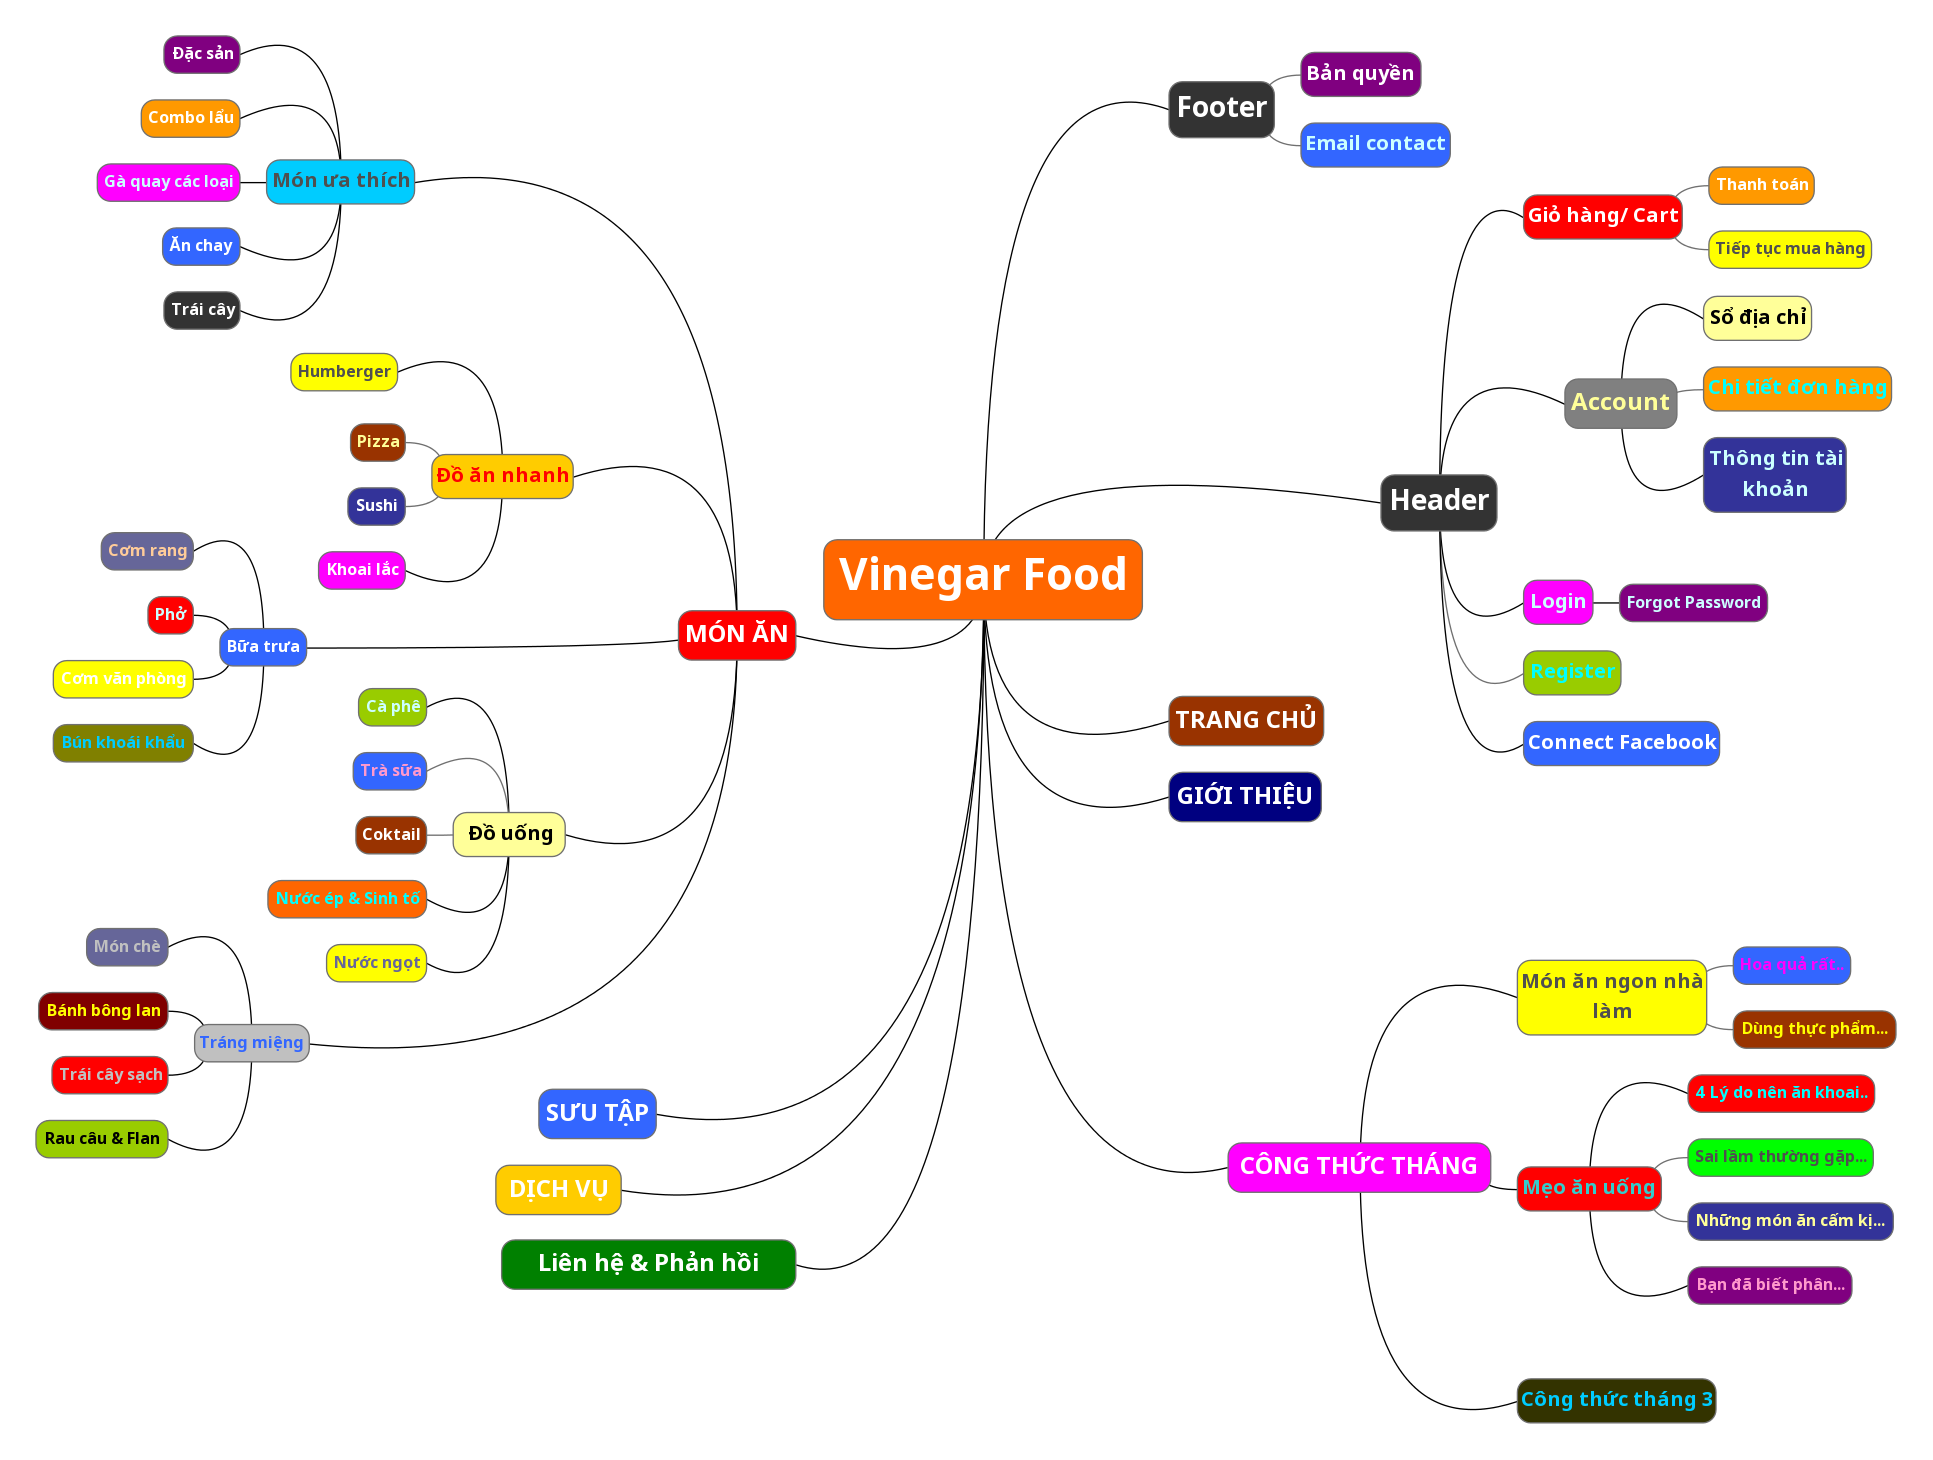 Vinegar Food
Footer
Bản quyền
Email contact
Header
Giỏ hàng/ Cart
Thanh toán
Tiếp tục mua hàng
Account
Sổ địa chỉ
Chi tiết đơn hàng
Thông tin tài
khoản
Login
Forgot Password
Register
Connect Facebook
TRANG CHỦ
GIỚI THIỆU
CÔNG THỨC THÁNG
Món ăn ngon nhà
làm
Hoa quả rất..
Dùng thực phẩm...
Mẹo ăn uống
4 Lý do nên ăn khoai..
Sai lầm thường gặp...
Những món ăn cấm kị...
Bạn đã biết phân...
Công thức tháng 3
MÓN ĂN
Món ưa thích
Đặc sản
Combo lẩu
Gà quay các loại
Ăn chay
Trái cây
Đồ ăn nhanh
Humberger
Pizza
Sushi
Khoai lắc
Bữa trưa
Cơm rang
Phở
Cơm văn phòng
Bún khoái khẩu
Đồ uống
Cà phê
Trà sữa
Coktail
Nước ép & Sinh tố
Nước ngọt
Tráng miệng
Món chè
Bánh bông lan
Trái cây sạch
Rau câu & Flan
SƯU TẬP
DỊCH VỤ
Liên hệ & Phản hồi